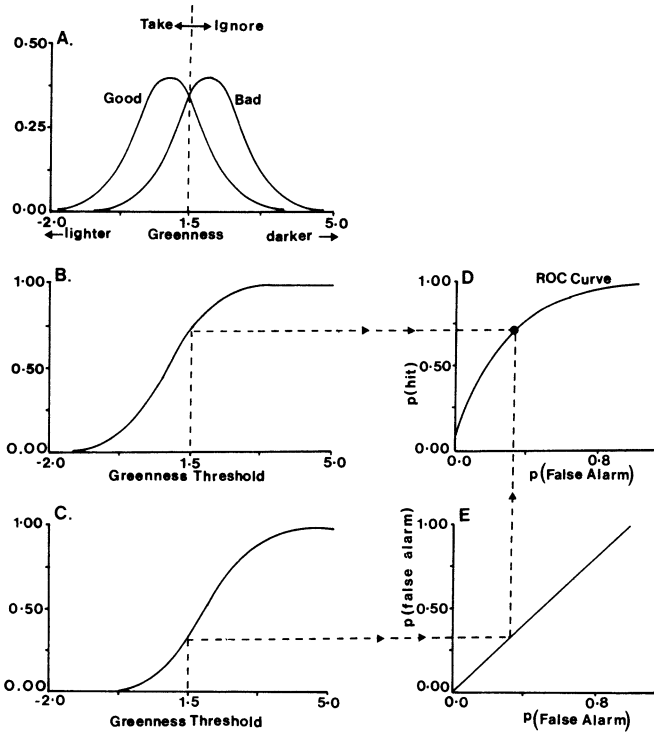 Take Ignore
A.
0·50
Good Bad
0·25
0·00
-2·0 1·5 5·0
lighter Greenness darker
B.
1·00
0·50
0·00
-2·0 1·5 5·0
Greenness Threshold
D
ROC Curve
1·00
p(hit)
0·50
0·00
0·0 0·8
p(False Alarm)
C.
1·00
0·50
0·00
-2·0 1·5 5·0
Greenness Threshold
E
p(false alarm)
1·00
0·50
0·00
0·0 0·8
p(False Alarm)